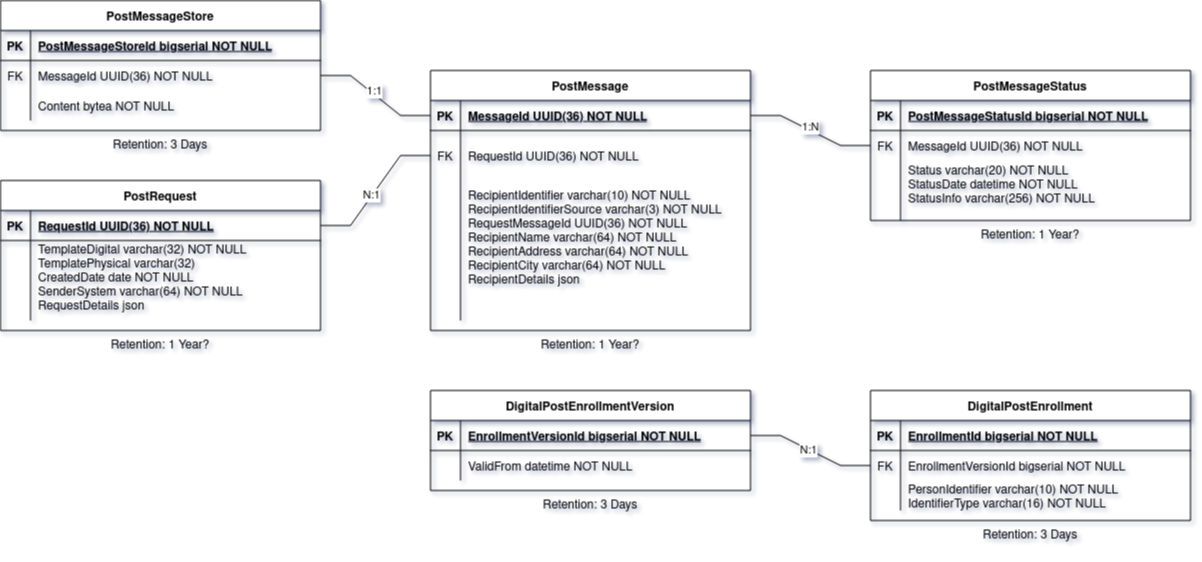 PostMessageStore
PK PostMessageStoreId bigserial NOT NULL
FK MessageId UUID(36) NOT NULL
Content bytea NOT NULL
Retention: 3 Days
1:1
PostRequest
PK RequestId UUID(36) NOT NULL
TemplateDigital varchar(32) NOT NULL
TemplatePhysical varchar(32)
CreatedDate date NOT NULL
SenderSystem varchar(64) NOT NULL
RequestDetails json
Retention: 1 Year?
N:1
PostMessage
PK MessageId UUID(36) NOT NULL
FK RequestId UUID(36) NOT NULL
RecipientIdentifier varchar(10) NOT NULL
RecipientIdentifierSource varchar(3) NOT NULL
RequestMessageId UUID(36) NOT NULL
RecipientName varchar(64) NOT NULL
RecipientAddress varchar(64) NOT NULL
RecipientCity varchar(64) NOT NULL
RecipientDetails json
Retention: 1 Year?
1:N
PostMessageStatus
PK PostMessageStatusId bigserial NOT NULL
FK MessageId UUID(36) NOT NULL
Status varchar(20) NOT NULL
StatusDate datetime NOT NULL
StatusInfo varchar(256) NOT NULL
Retention: 1 Year?
DigitalPostEnrollmentVersion
PK EnrollmentVersionId bigserial NOT NULL
ValidFrom datetime NOT NULL
Retention: 3 Days
N:1
DigitalPostEnrollment
PK EnrollmentId bigserial NOT NULL
FK EnrollmentVersionId bigserial NOT NULL
PersonIdentifier varchar(10) NOT NULL
IdentifierType varchar(16) NOT NULL
Retention: 3 Days